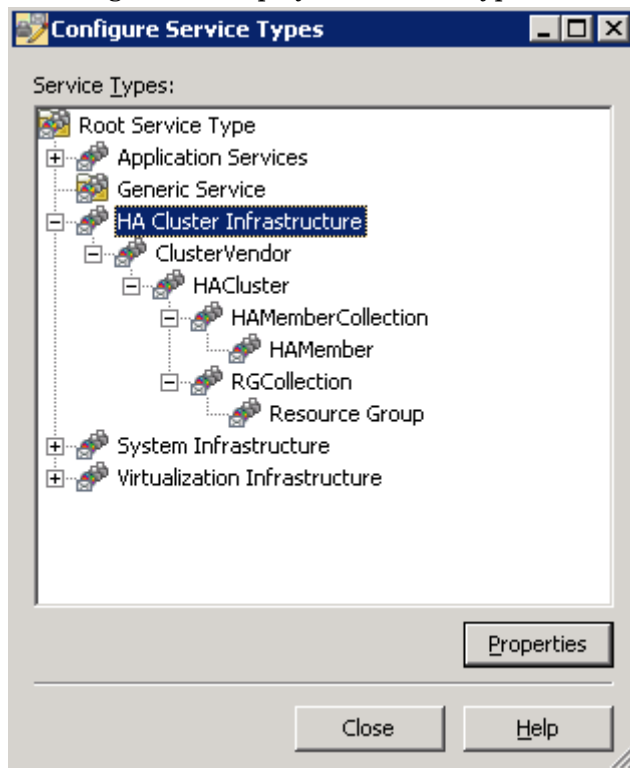 Configure Service Types
Service Types:
Root Service Type
Application Services
Generic Service
HA Cluster Infrastructure
ClusterVendor
HACluster
HAMemberCollection
HAMember
RGCollection
Resource Group
System Infrastructure
Virtualization Infrastructure
Properties
Close Help